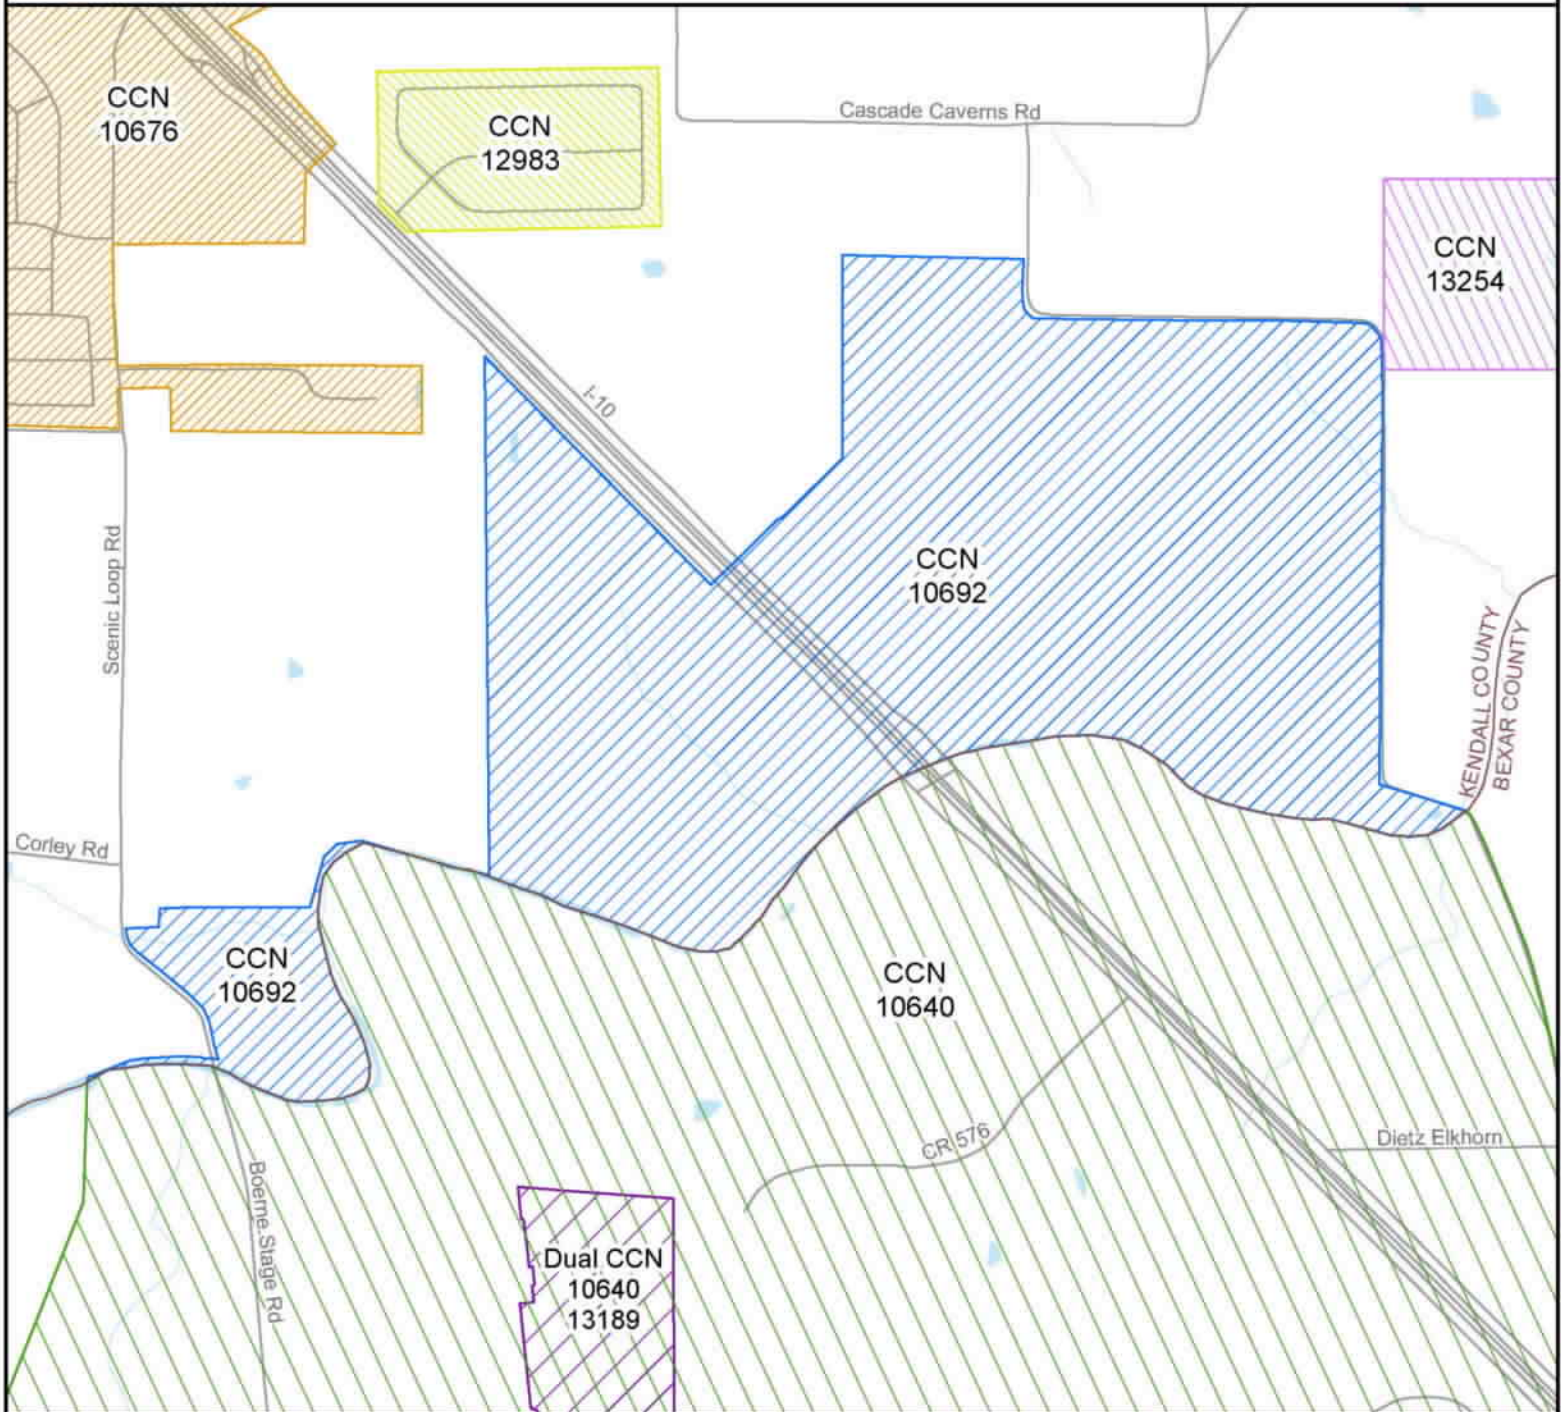 CCN
10676
CCN
12983
Cascade Caverns Rd
CCN
13254
I-10
Scenic Loop Rd
CCN
10692
KENDALL COUNTY
BEXAR COUNTY
Corley Rd
CCN
10692
CCN
10640
CR 576
Dietz Elkhorn
Boerne Stage Rd
Dual CCN
10640
13189